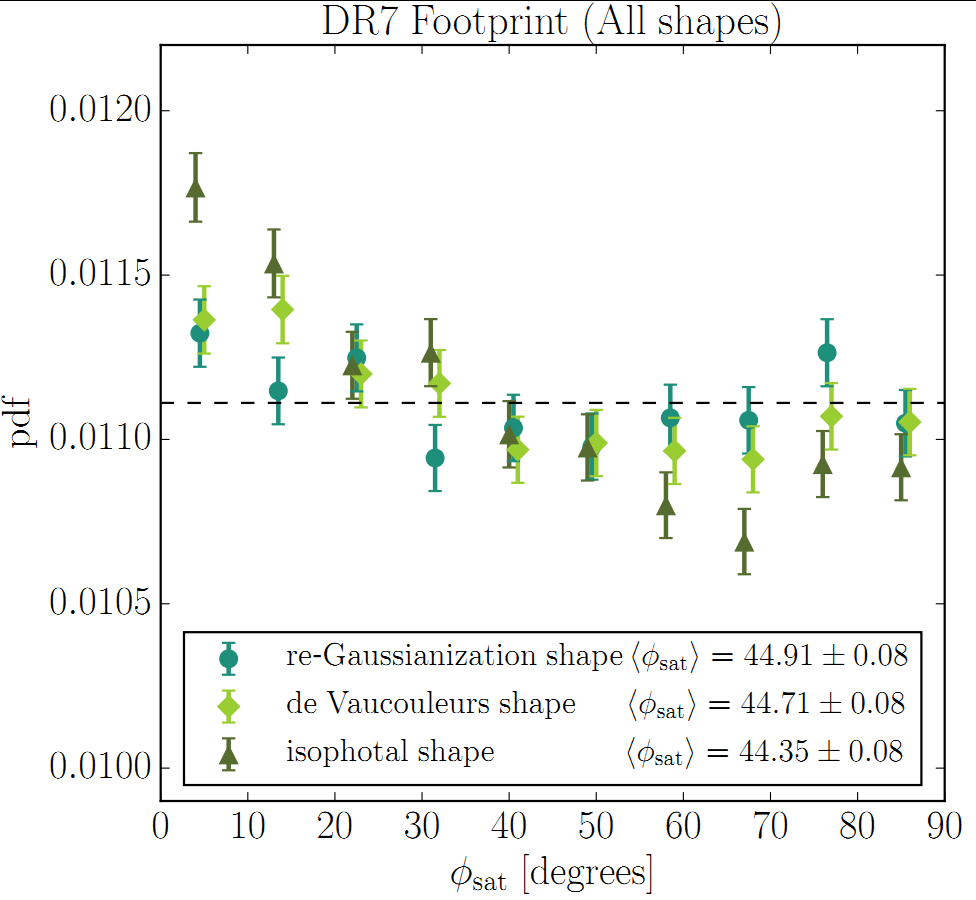 DR7 Footprint (All shapes)
0.0120
0.0115
0.0110
0.0105
0.0100
pdf
re-Gaussianization shape ⟨ϕsat⟩ = 44.91 ± 0.08
de Vaucouleurs shape ⟨ϕsat⟩ = 44.71 ± 0.08
isophotal shape ⟨ϕsat⟩ = 44.35 ± 0.08
0 10 20 30 40 50 60 70 80 90
ϕsat [degrees]